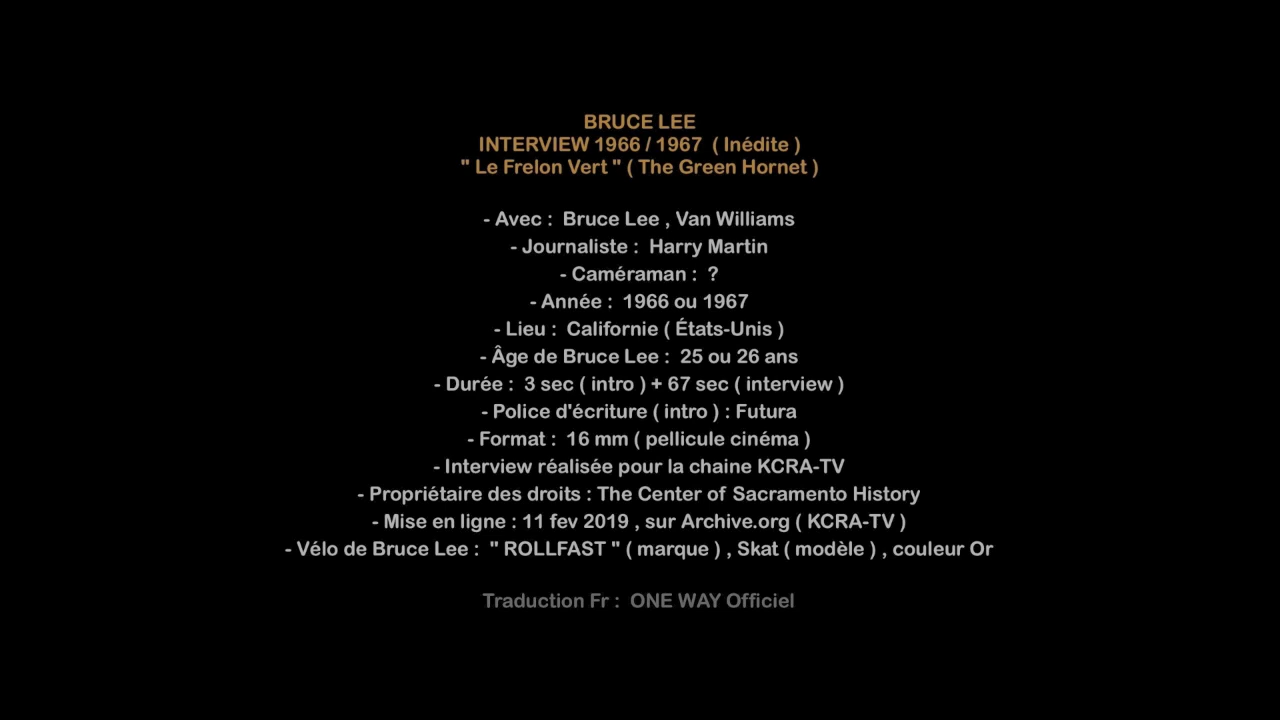 BRUCE LEE
INTERVIEW 1966 / 1967 ( Inédite )
" Le Frelon Vert " ( The Green Hornet )
- Avec : Bruce Lee , Van Williams
- Journaliste : Harry Martin
- Caméraman : ?
- Année : 1966 ou 1967
- Lieu : Californie ( États-Unis )
- Âge de Bruce Lee : 25 ou 26 ans
- Durée : 3 sec ( intro ) + 67 sec ( interview )
- Police d'écriture ( intro ) : Futura
- Format : 16 mm ( pellicule cinéma )
- Interview réalisée pour la chaine KCRA-TV
- Propriétaire des droits : The Center of Sacramento History
- Mise en ligne : 11 fev 2019 , sur Archive.org ( KCRA-TV )
- Vélo de Bruce Lee : " ROLLFAST " ( marque ) , Skat ( modèle ) , couleur Or
Traduction Fr : ONE WAY Officiel